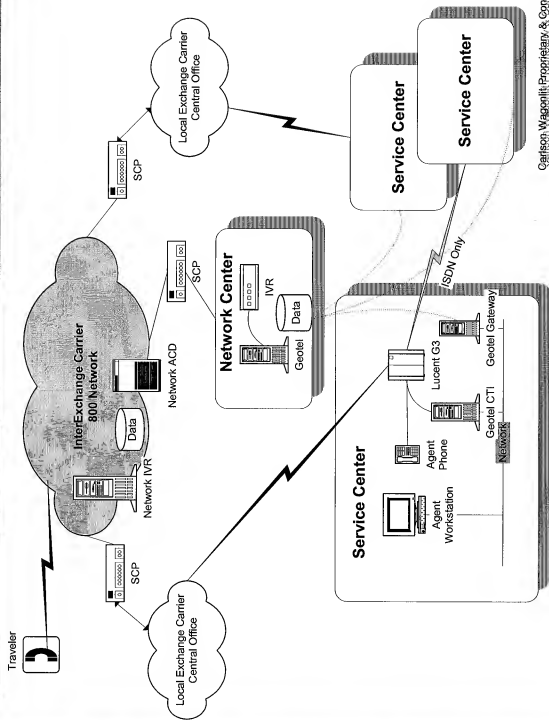 Traveler
InterExchange Carrier
800 Network
Network IVR
Data
Network ACD
SCP
SCP
SCP
Local Exchange Carrier
Central Office
Local Exchange Carrier
Central Office
Network Center
IVR
Data
Geotel
Service Center
Service Center
ISDN Only
Service Center
Lucent G3
Agent
Phone
Agent
Workstation
Geotel CTI
Geotel Gateway
Network
Carlson Wagonlit Proprietary & Con